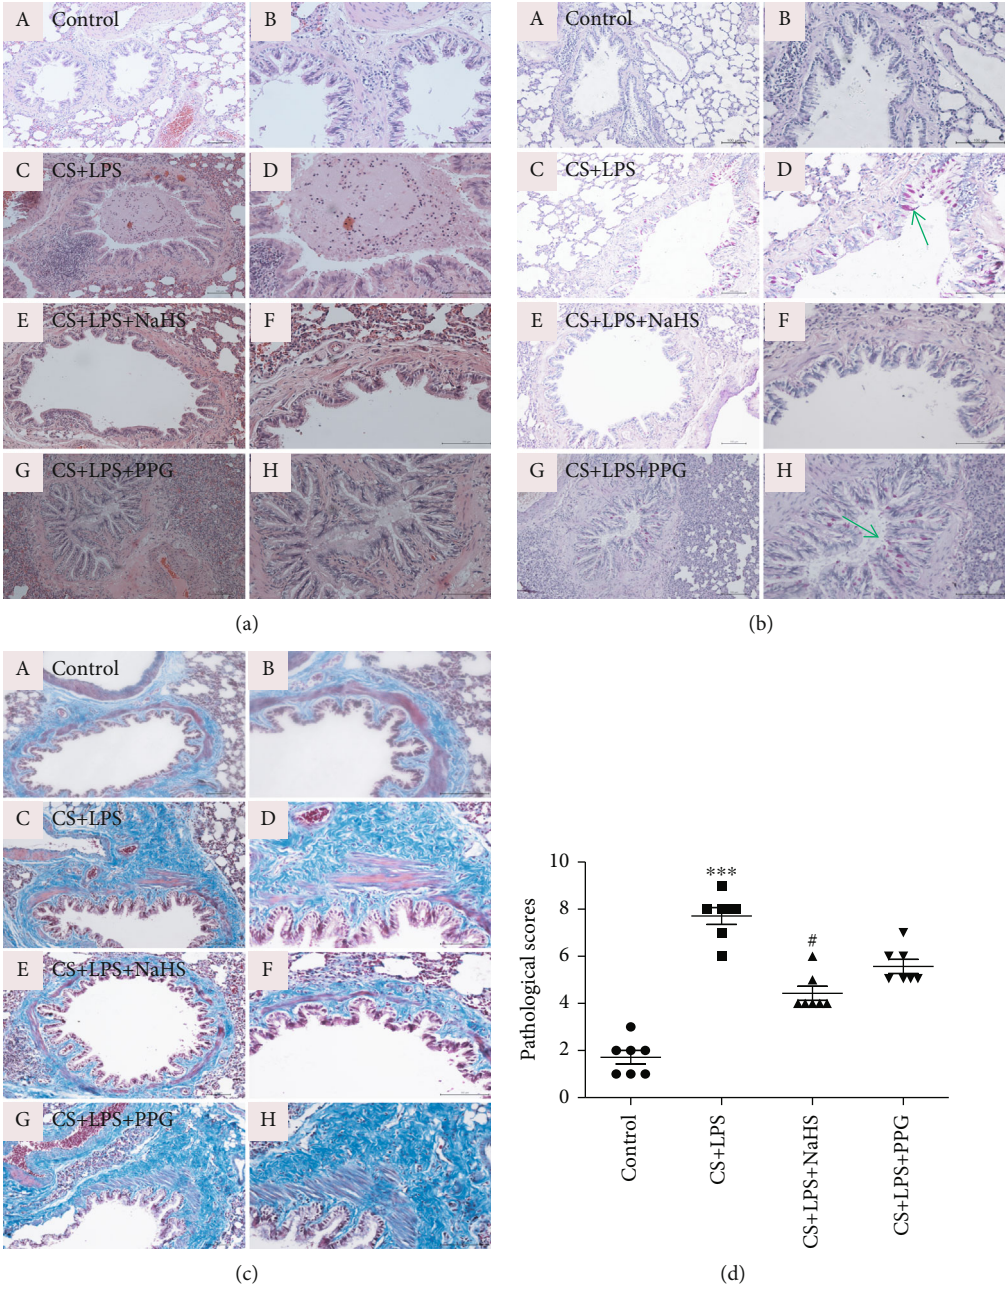 A Control B
C CS+LPS D
E CS+LPS+NaHS F
G CS+LPS+PPG H
(a)
A Control B
C CS+LPS D
E CS+LPS+NaHS F
G CS+LPS+PPG H
(b)
A Control B
C CS+LPS D
E CS+LPS+NaHS F
G CS+LPS+PPG H
(c)
Pathological scores
10
8
6
4
2
0
***
#
Control
CS+LPS
CS+LPS+NaHS
CS+LPS+PPG
(d)